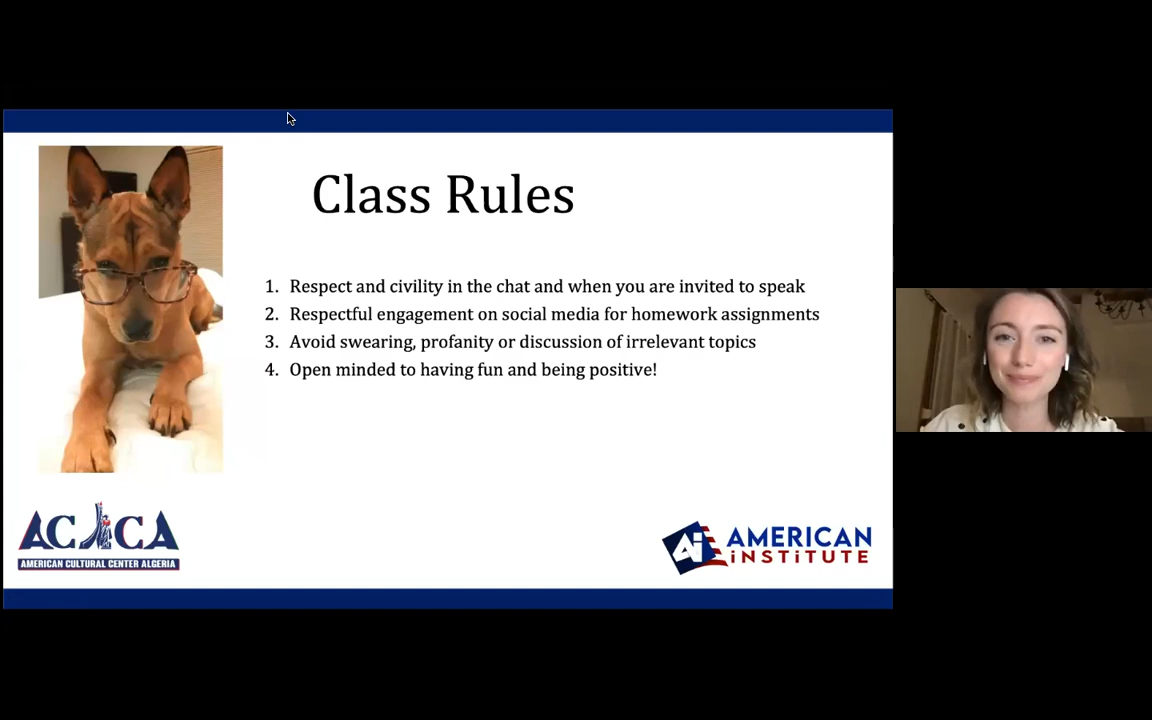 Class Rules
1. Respect and civility in the chat and when you are invited to speak
2. Respectful engagement on social media for homework assignments
3. Avoid swearing, profanity or discussion of irrelevant topics
4. Open minded to having fun and being positive!
ACCA
AMERICAN CULTURAL CENTER ALGERIA
Ai AMERICAN
iNSTiTUTE